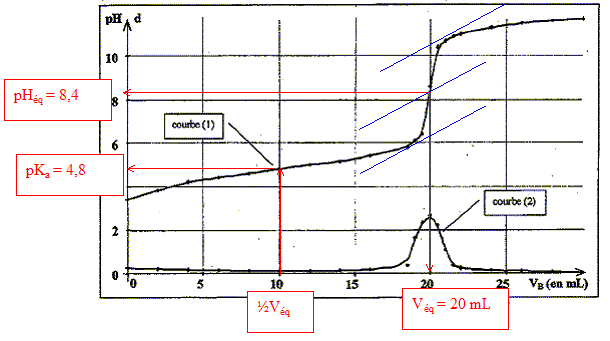 pH d
10
pHéq = 8,4
8
courbe (1)
6
pKa = 4,8
courbe (2)
2
0
0 5 10 15 20 25 VB (en mL)
½Véq
Véq = 20 mL